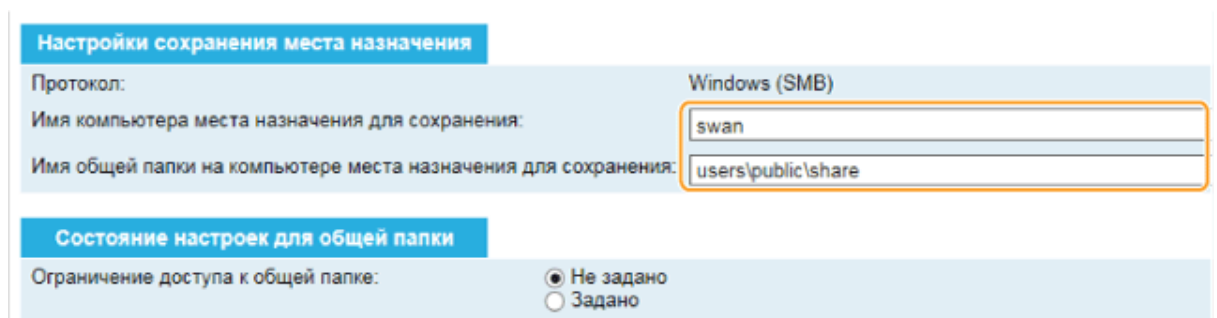 Настройки сохранения места назначения
Протокол: Windows (SMB)
Имя компьютера места назначения для сохранения: swan
Имя общей папки на компьютере места назначения для сохранения: users\public\share
Состояние настроек для общей папки
Ограничение доступа к общей папке: Не задано
Задано